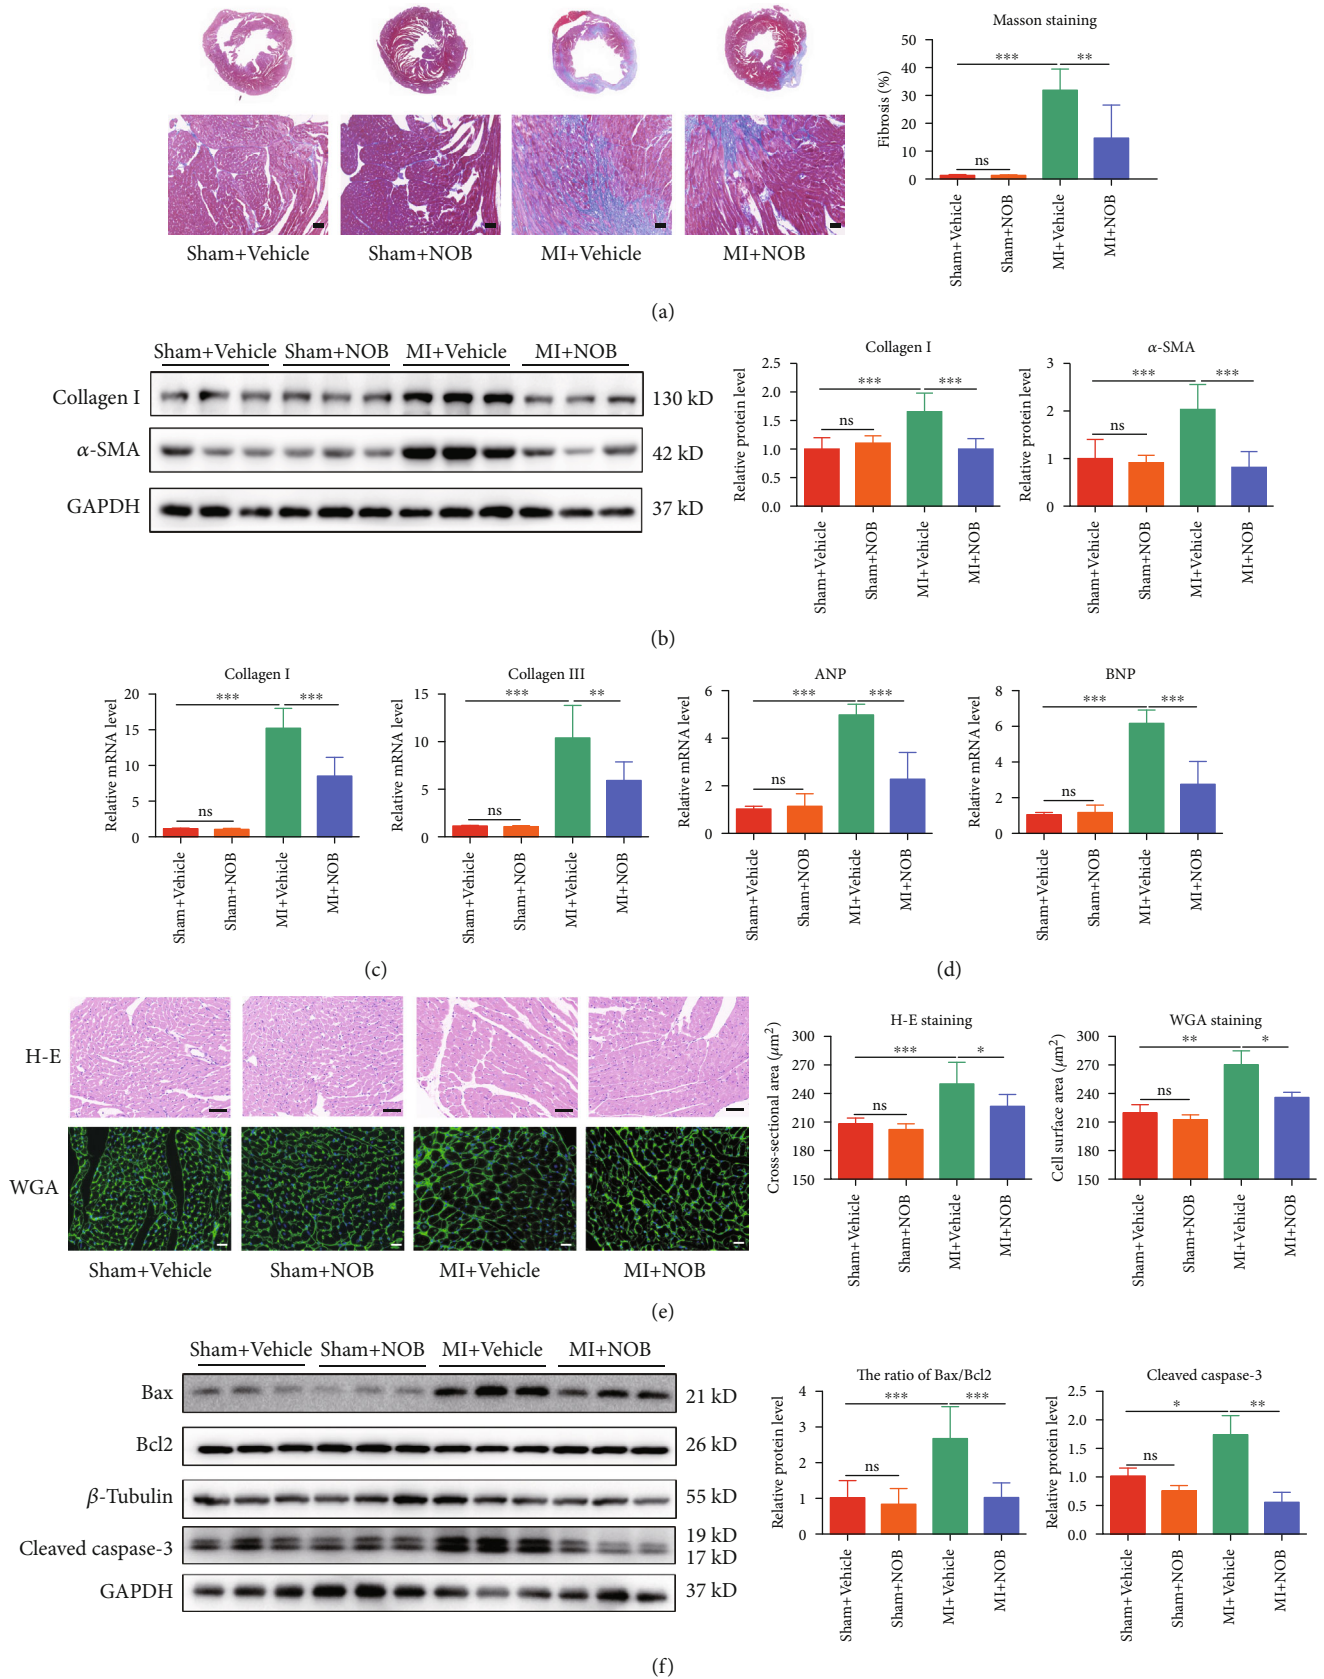 Masson staining
Fibrosis (%)
50
40
30
20
10
0
***
**
ns
Sham+Vehicle
Sham+NOB
MI+Vehicle
MI+NOB
Sham+Vehicle
Sham+NOB
MI+Vehicle
MI+NOB
(a)
Sham+Vehicle Sham+NOB MI+Vehicle MI+NOB
Collagen I 130 kD
α-SMA 42 kD
GAPDH 37 kD
Collagen I
Relative protein level
2.5
2.0
1.5
1.0
0.5
0.0
***
***
ns
Sham+Vehicle
Sham+NOB
MI+Vehicle
MI+NOB
α-SMA
Relative protein level
3
2
1
0
***
***
ns
Sham+Vehicle
Sham+NOB
MI+Vehicle
MI+NOB
(b)
Collagen I
Relative mRNA level
20
15
10
5
0
***
***
ns
Sham+Vehicle
Sham+NOB
MI+Vehicle
MI+NOB
Collagen III
Relative mRNA level
15
10
5
0
***
**
ns
Sham+Vehicle
Sham+NOB
MI+Vehicle
MI+NOB
(c)
ANP
Relative mRNA level
6
4
2
0
***
***
ns
Sham+Vehicle
Sham+NOB
MI+Vehicle
MI+NOB
BNP
Relative mRNA level
8
6
4
2
0
***
***
ns
Sham+Vehicle
Sham+NOB
MI+Vehicle
MI+NOB
(d)
H-E
WGA
Sham+Vehicle
Sham+NOB
MI+Vehicle
MI+NOB
H-E staining
Cross-sectional area (μm²)
300
270
240
210
180
150
***
*
ns
Sham+Vehicle
Sham+NOB
MI+Vehicle
MI+NOB
WGA staining
Cell surface area (μm²)
300
270
240
210
180
150
**
*
ns
Sham+Vehicle
Sham+NOB
MI+Vehicle
MI+NOB
(e)
Sham+Vehicle Sham+NOB MI+Vehicle MI+NOB
Bax 21 kD
Bcl2 26 kD
β-Tubulin 55 kD
Cleaved caspase-3 19 kD
17 kD
GAPDH 37 kD
The ratio of Bax/Bcl2
Relative protein level
4
3
2
1
0
***
***
ns
Sham+Vehicle
Sham+NOB
MI+Vehicle
MI+NOB
Cleaved caspase-3
Relative protein level
2.5
2.0
1.5
1.0
0.5
0.0
*
**
ns
Sham+Vehicle
Sham+NOB
MI+Vehicle
MI+NOB
(f)